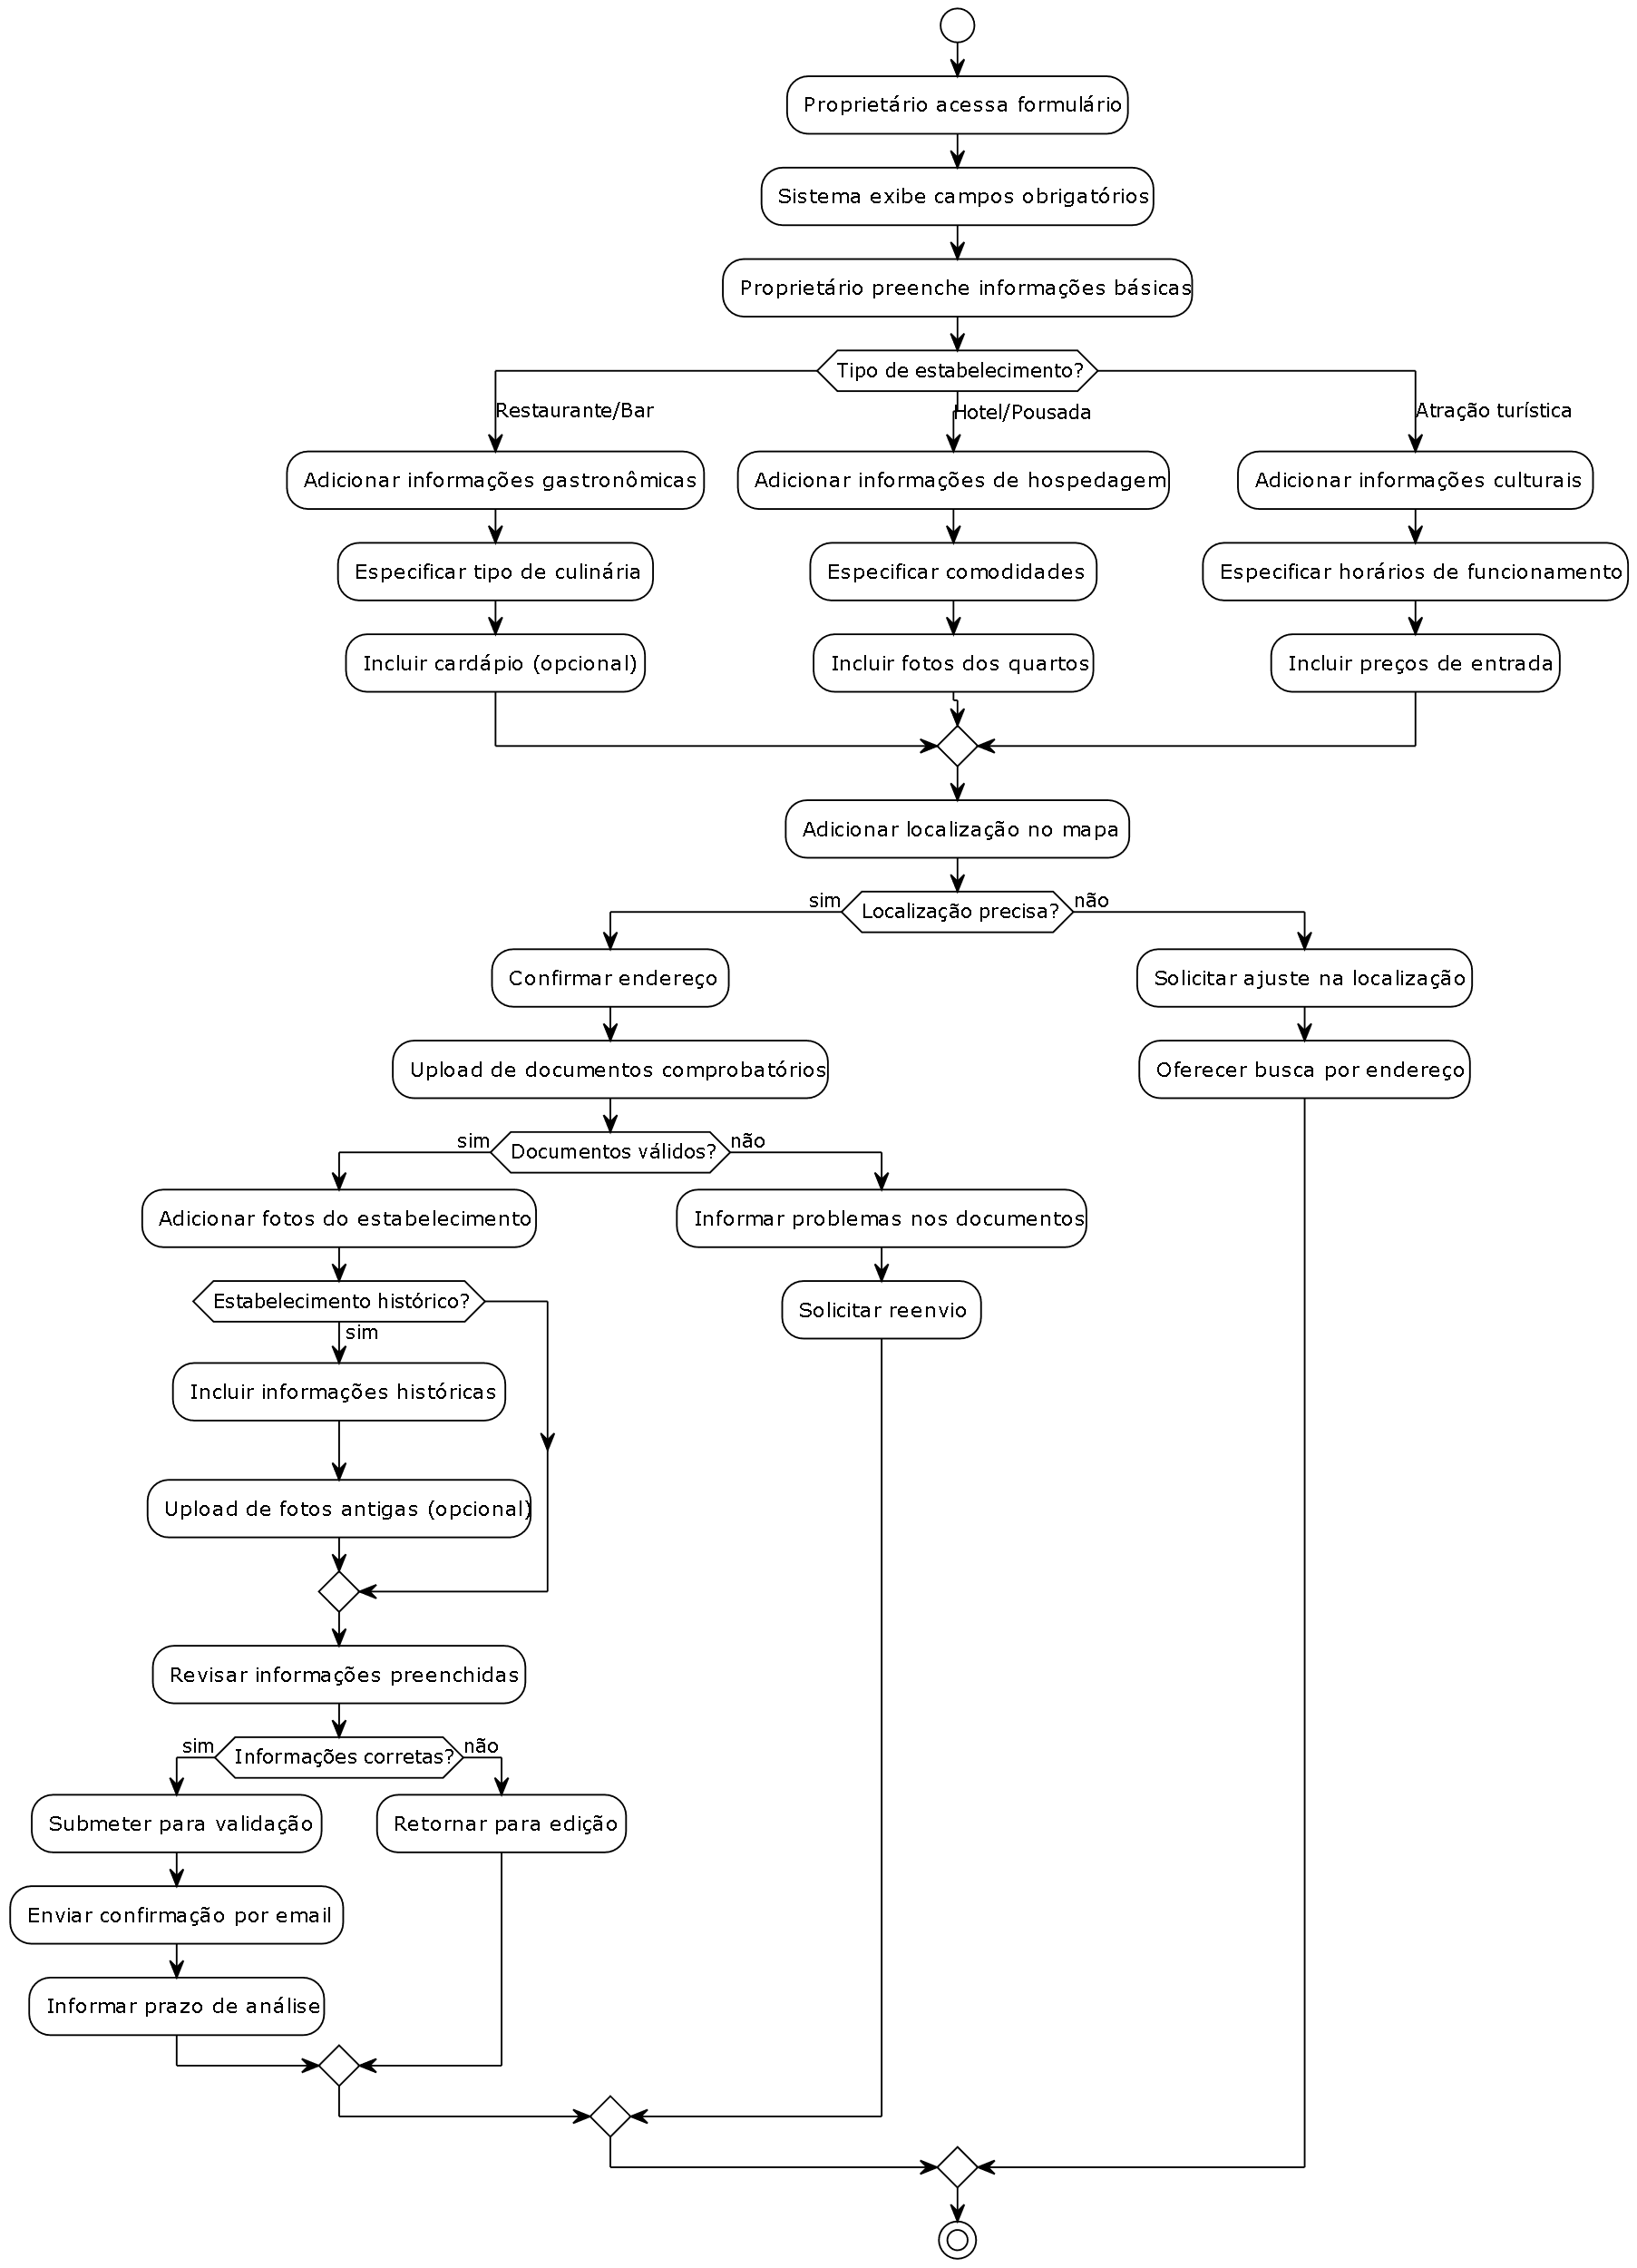 Proprietário acessa formulário
Sistema exibe campos obrigatórios
Proprietário preenche informações básicas
Tipo de estabelecimento?
Restaurante/Bar
Hotel/Pousada
Atração turística
Adicionar informações gastronômicas
Adicionar informações de hospedagem
Adicionar informações culturais
Especificar tipo de culinária
Especificar comodidades
Especificar horários de funcionamento
Incluir cardápio (opcional)
Incluir fotos dos quartos
Incluir preços de entrada
Adicionar localização no mapa
sim
Localização precisa?
não
Confirmar endereço
Solicitar ajuste na localização
Upload de documentos comprobatórios
Oferecer busca por endereço
sim
Documentos válidos?
não
Adicionar fotos do estabelecimento
Informar problemas nos documentos
Estabelecimento histórico?
Solicitar reenvio
sim
Incluir informações históricas
Upload de fotos antigas (opcional)
Revisar informações preenchidas
sim
Informações corretas?
não
Submeter para validação
Retornar para edição
Enviar confirmação por email
Informar prazo de análise